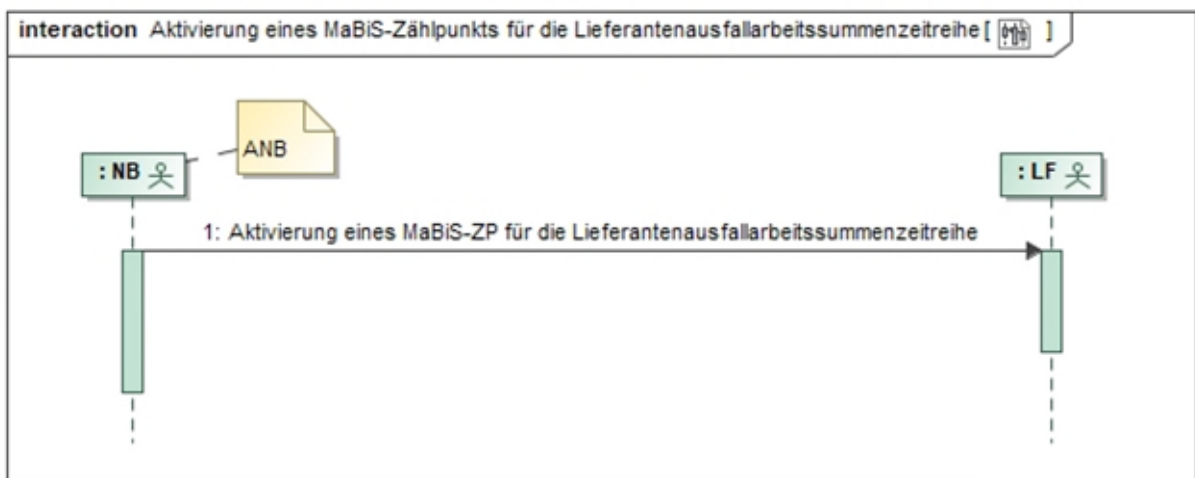 interaction Aktivierung eines MaBiS-Zählpunkts für die Lieferantenausfallarbeitssummenzeitreihe [ ]
ANB
: NB
: LF
1: Aktivierung eines MaBiS-ZP für die Lieferantenausfallarbeitssummenzeitreihe